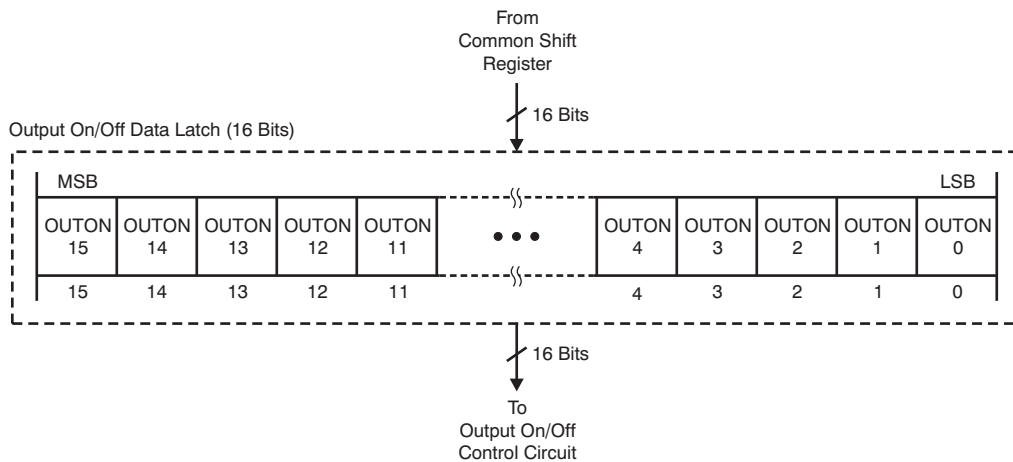 From
Common Shift
Register
16 Bits
Output On/Off Data Latch (16 Bits)
MSB LSB
OUTON OUTON OUTON OUTON OUTON OUTON OUTON OUTON OUTON OUTON
15 14 13 12 11 ••• 4 3 2 1 0
15 14 13 12 11 4 3 2 1 0
16 Bits
To
Output On/Off
Control Circuit